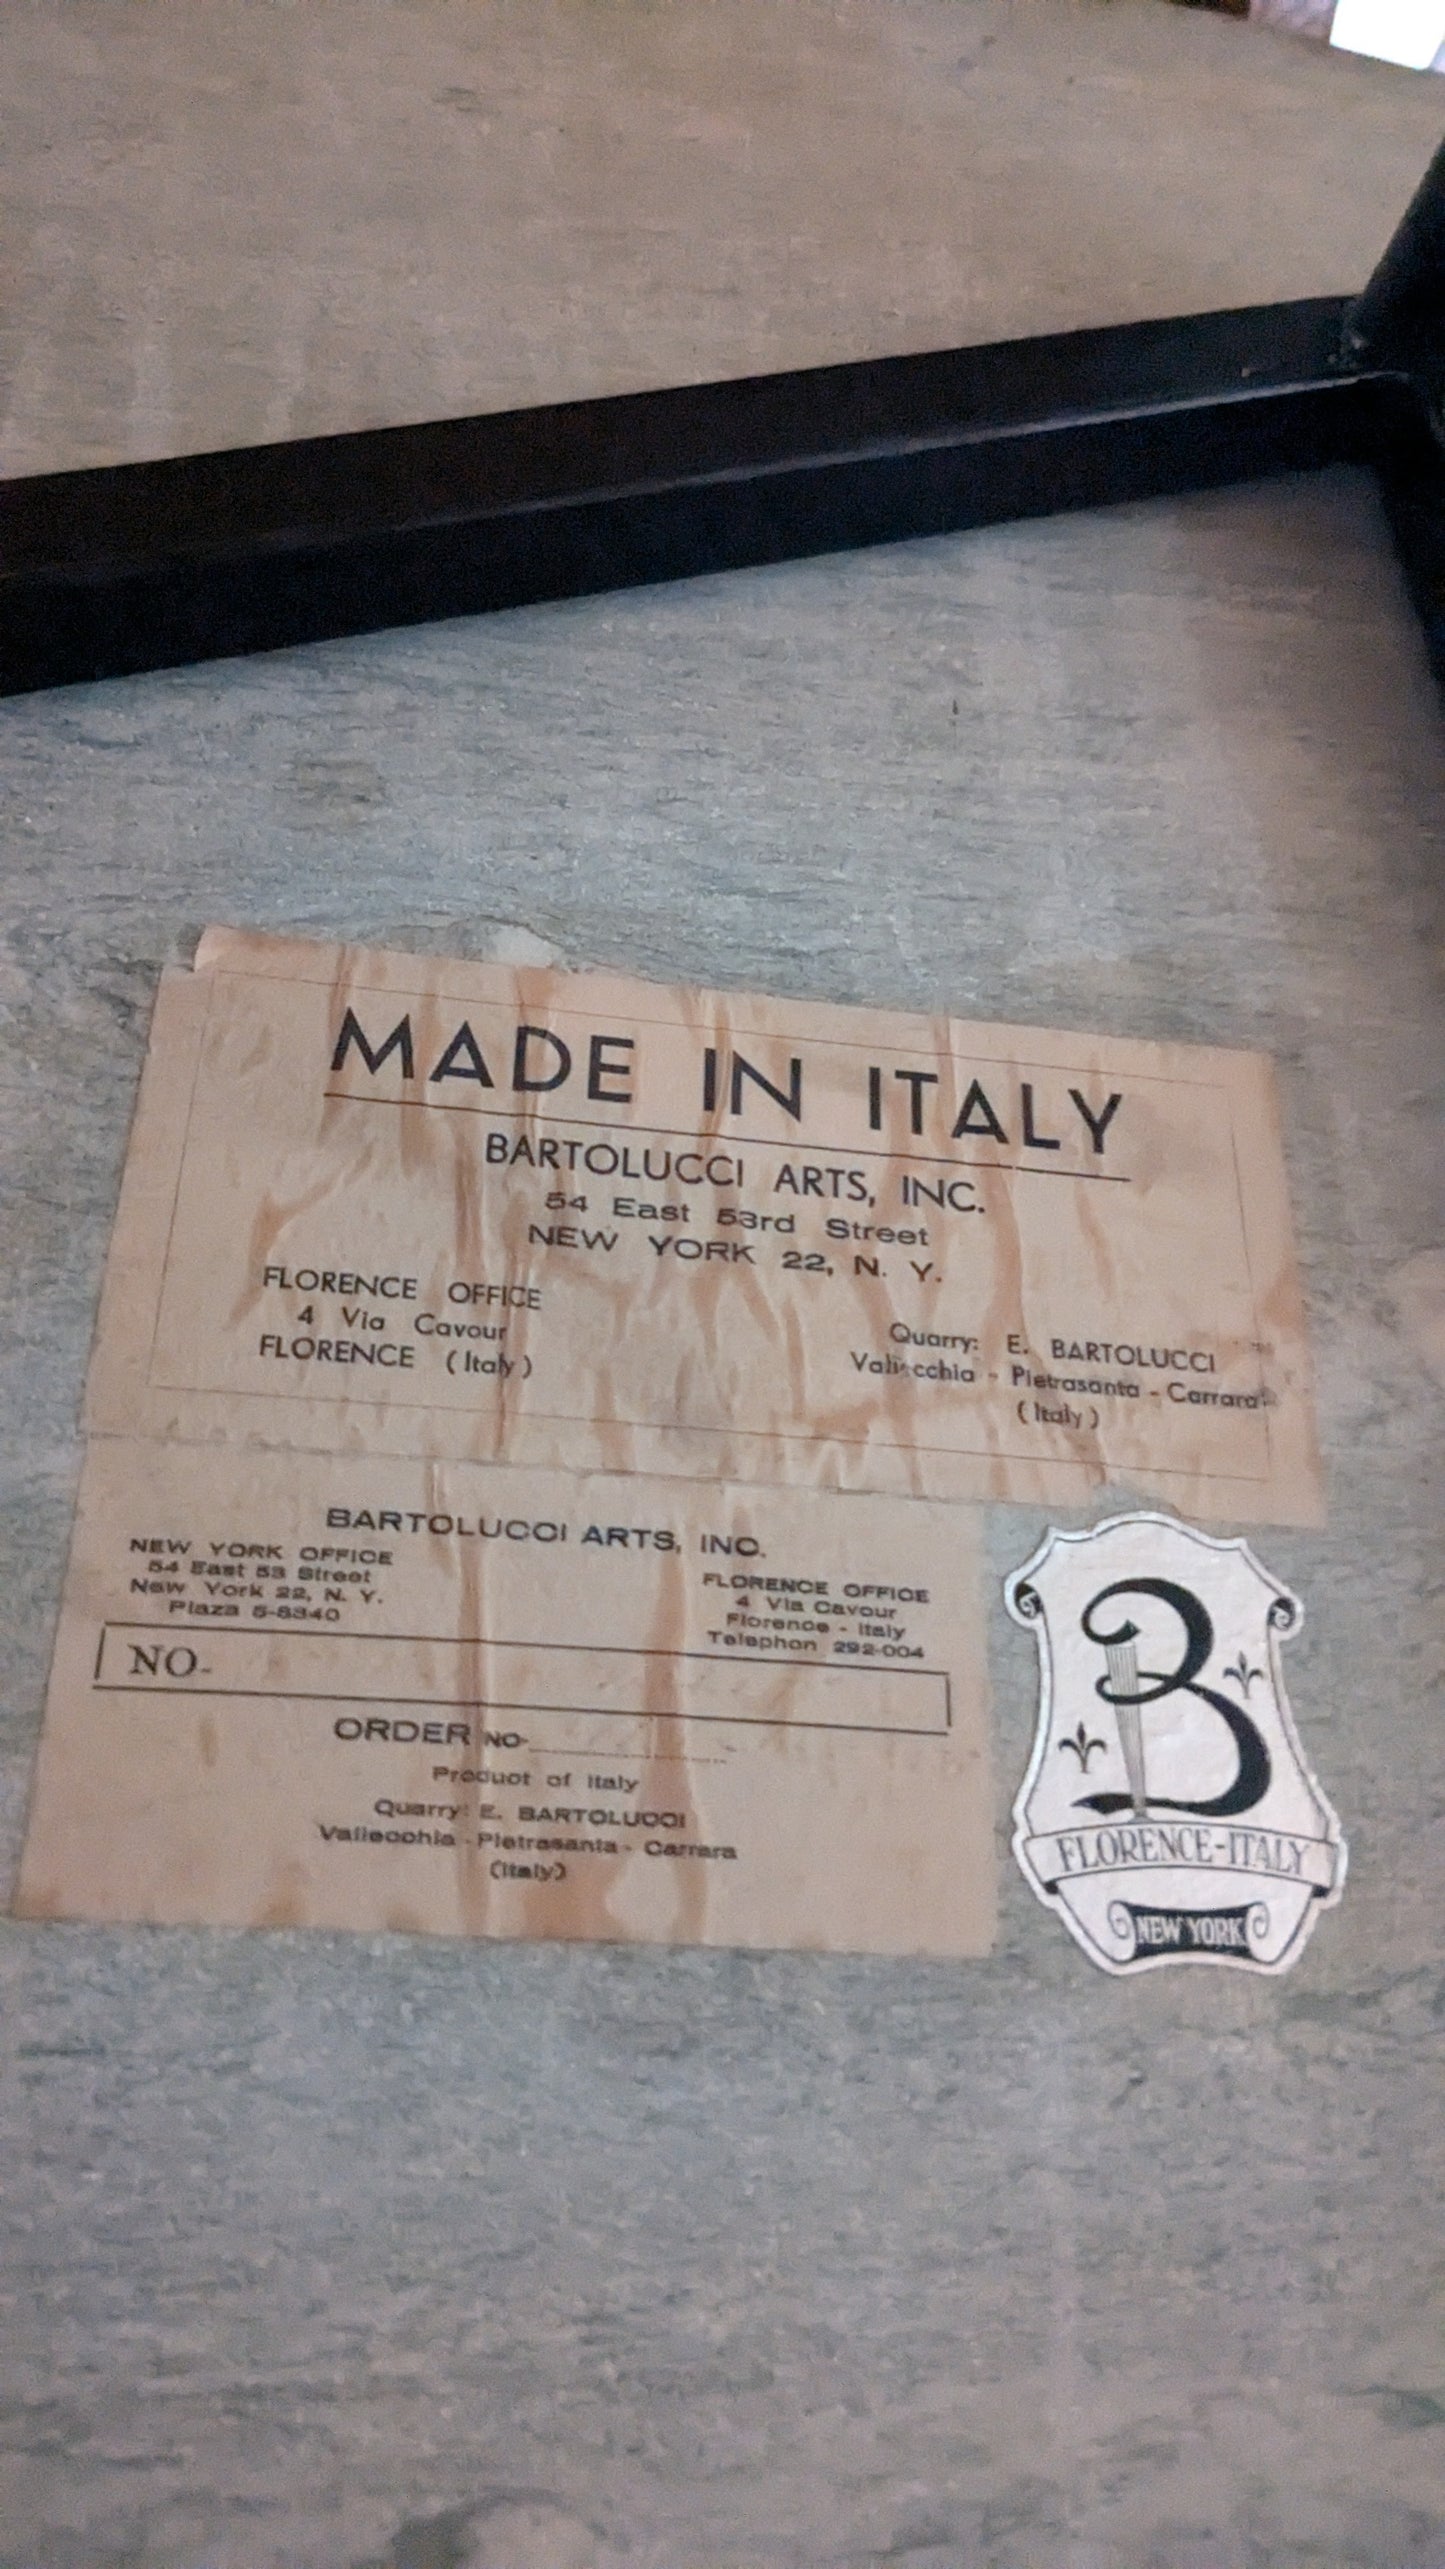 MADE IN ITALY
BARTOLUCCI ARTS, INC.
54 East 53rd Street
NEW YORK 22, N. Y.
FLORENCE OFFICE
4 Via Cavour
FLORENCE (Italy)
Quarry: E. BARTOLUCCI
Vallecchia - Pietrasanta - Carrara
(Italy)
BARTOLUCCI ARTS, INC.
NEW YORK OFFICE
54 East 53 Street
New York 22, N. Y.
Plaza 5-8340
FLORENCE OFFICE
4 Via Cavour
Florence - Italy
Telephon 292-004
NO-
ORDER NO-
Product of Italy
Quarry: E. BARTOLUCCI
Vallecchia - Pietrasanta - Carrara
(Italy)
B
FLORENCE-ITALY
NEW YORK